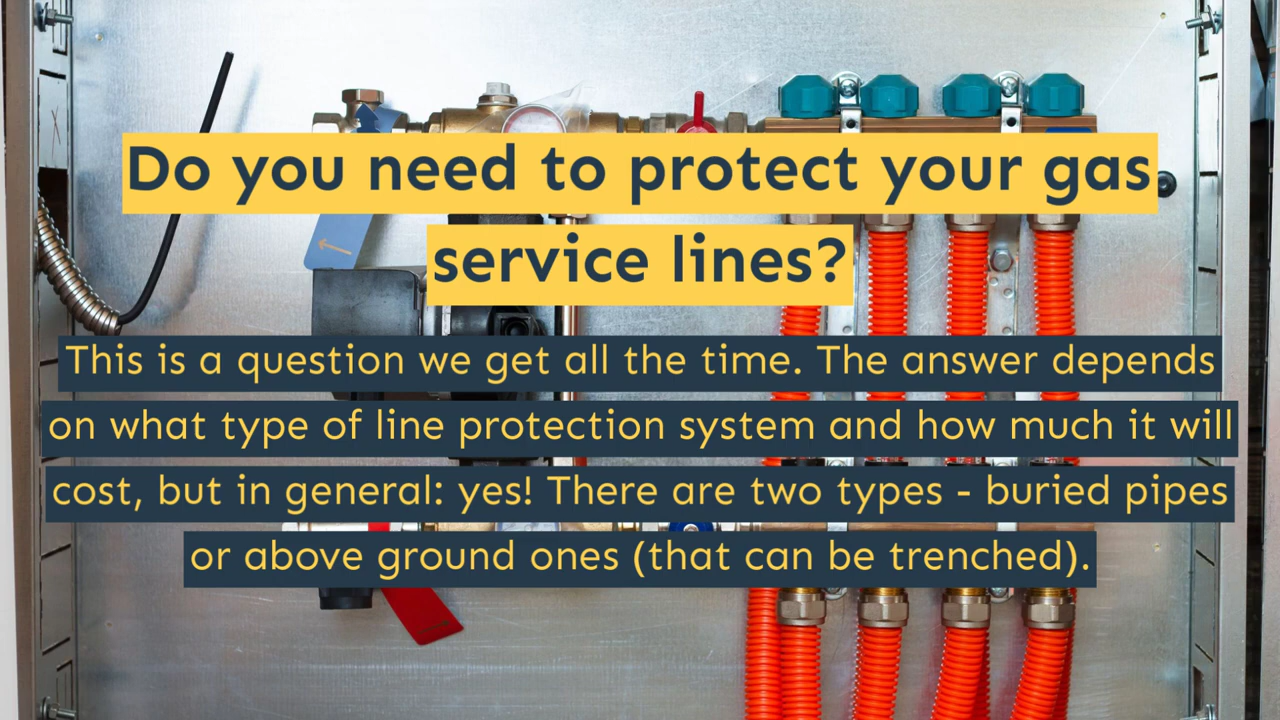 Do you need to protect your gas
service lines?
This is a question we get all the time. The answer depends
on what type of line protection system and how much it will
cost, but in general: yes! There are two types - buried pipes
or above ground ones (that can be trenched).